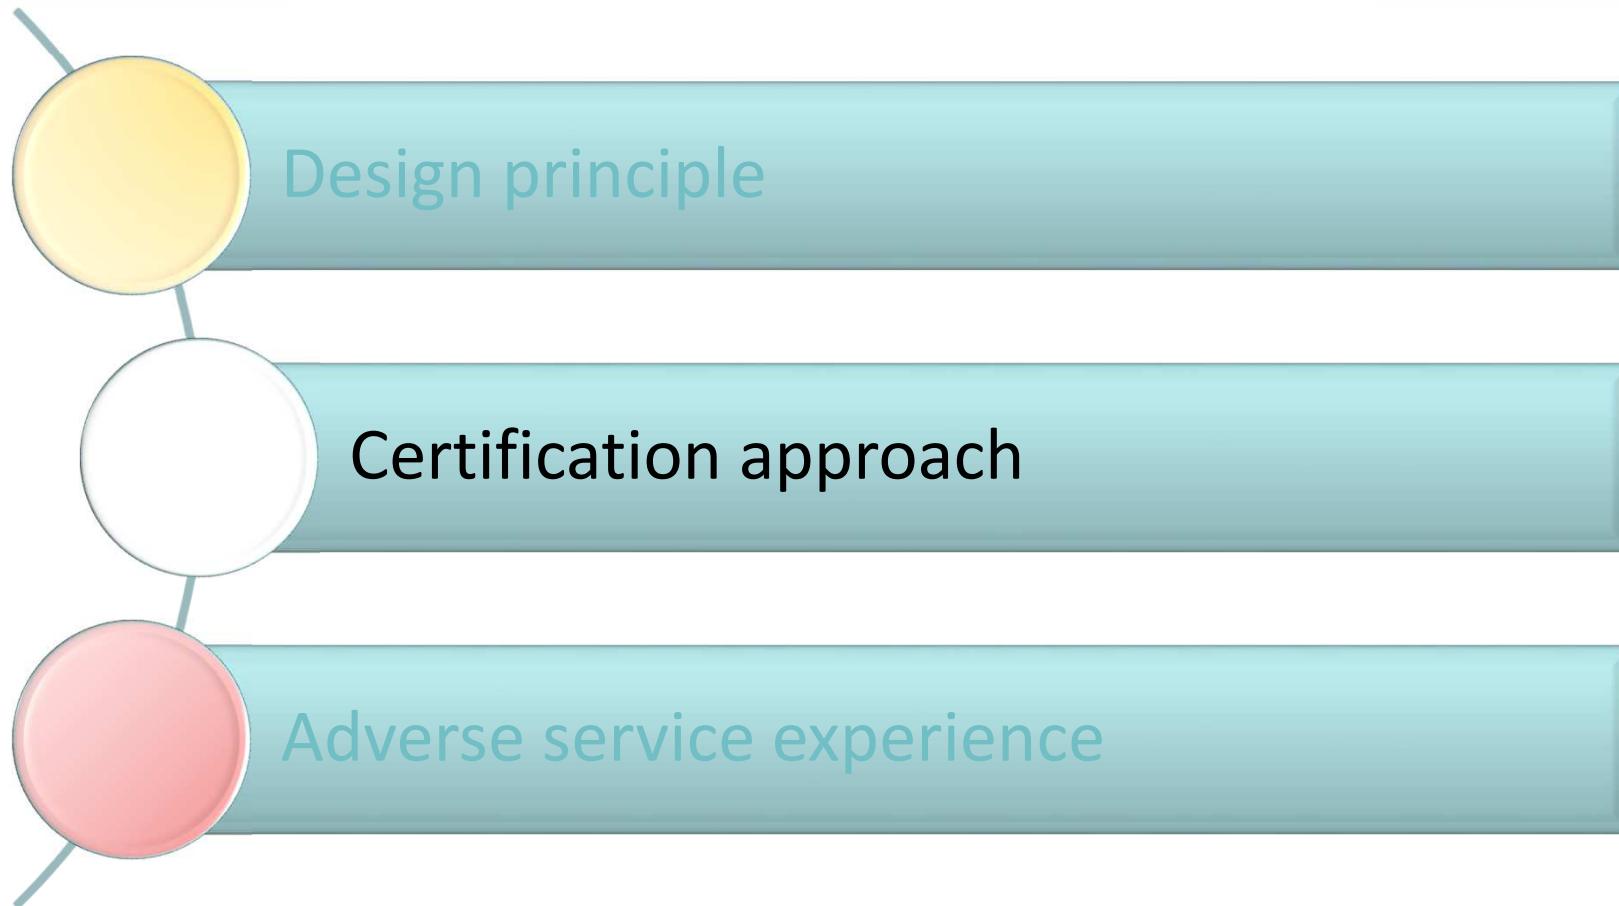 Design principle
Certification approach
Adverse service experience